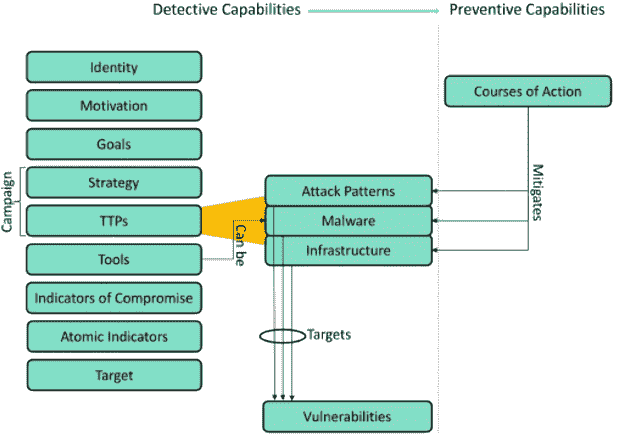 Detective Capabilities
Preventive Capabilities
Identity
Motivation
Goals
Campaign
Strategy
TTPs
Tools
Indicators of Compromise
Atomic Indicators
Target
Can be
Attack Patterns
Malware
Infrastructure
Targets
Vulnerabilities
Courses of Action
Mitigates